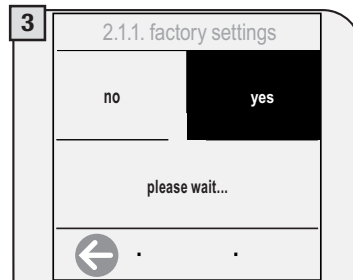 3
2.1.1. factory settings
no yes
please wait...